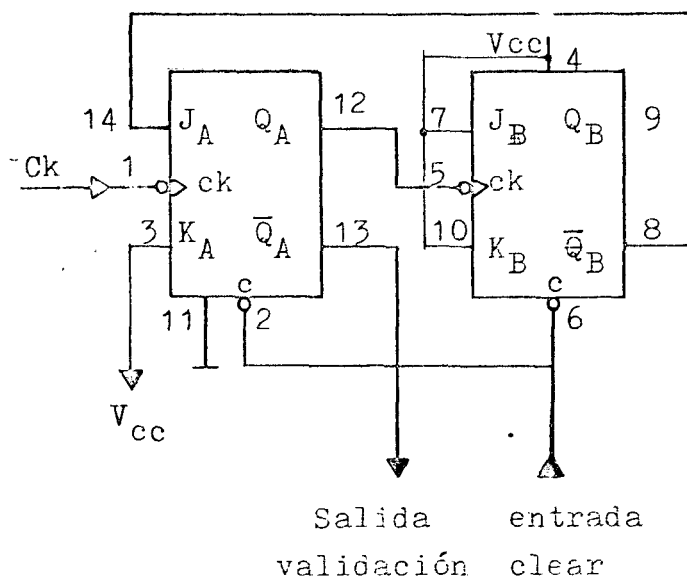 Vcc 4
14 J_A Q_A 12 7 J_B Q_B 9
Ck 1 ck 5 ck
3 K_A Q̅_A 13 10 K_B Q̅_B 8
c c
11 2 6
V_cc
Salida entrada
validación clear